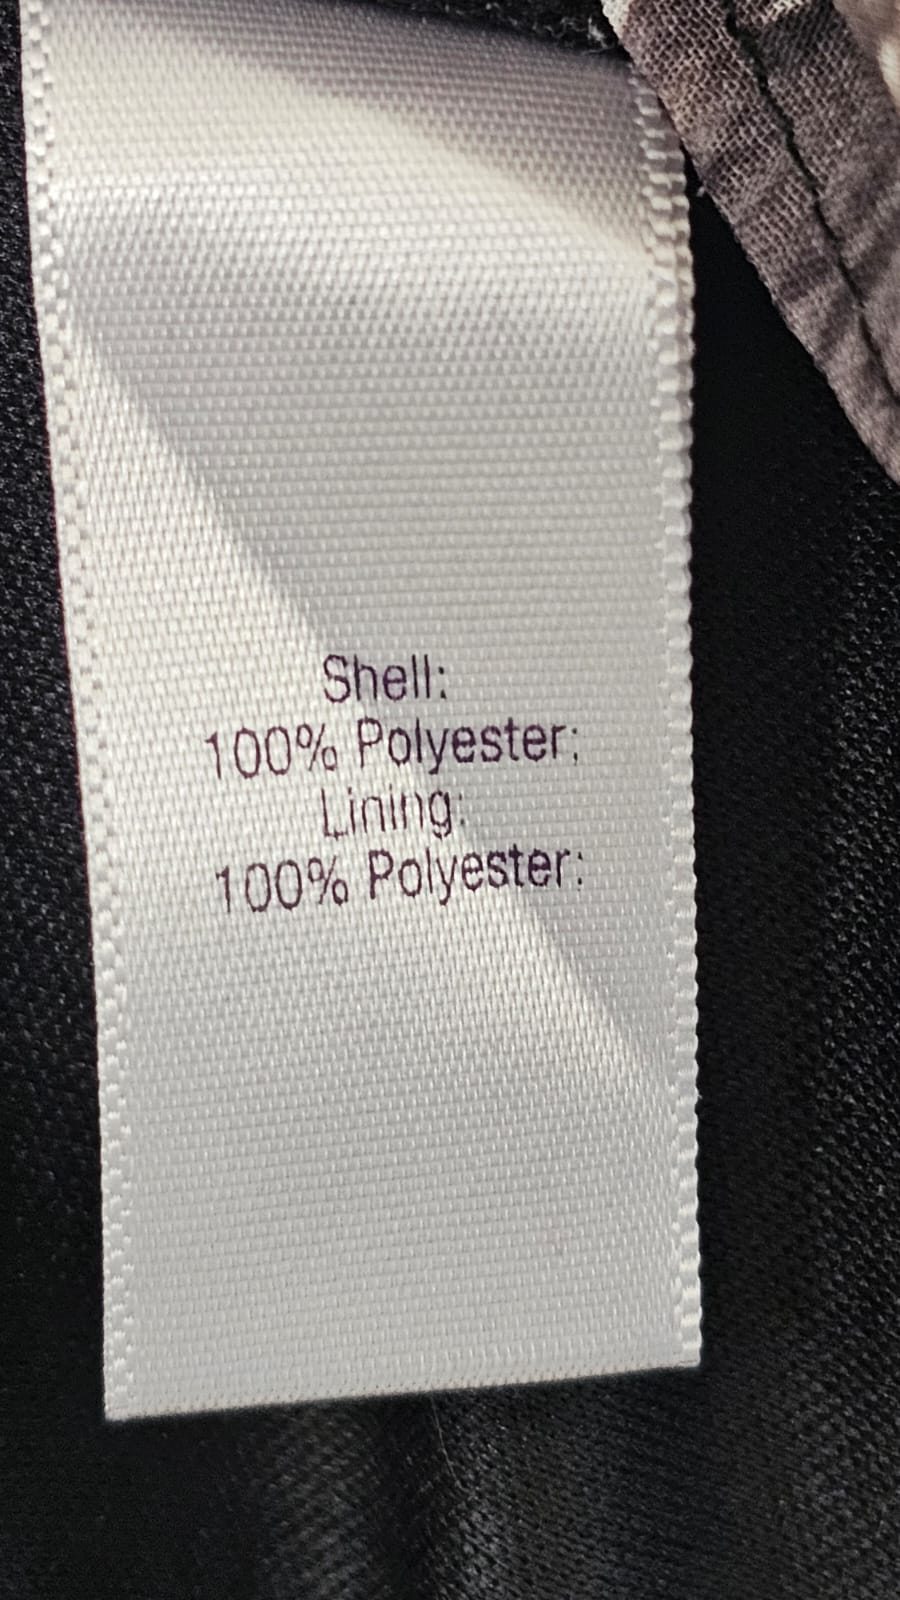 Shell:
100% Polyester;
Lining:
100% Polyester: